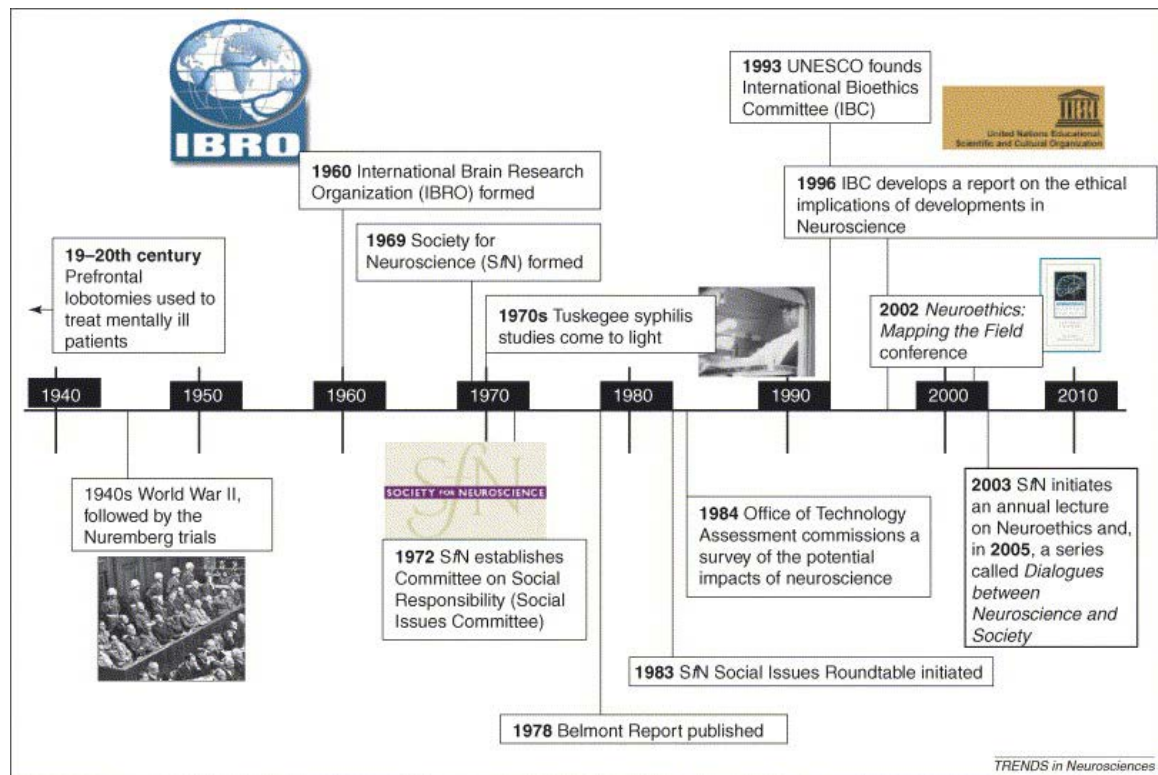 IBRO
1960 International Brain Research
Organization (IBRO) formed
1993 UNESCO founds
International Bioethics
Committee (IBC)
United Nations Educational,
Scientific and Cultural Organization
1996 IBC develops a report on the ethical
implications of developments in
Neuroscience
19–20th century
Prefrontal
lobotomies used to
treat mentally ill
patients
1969 Society for
Neuroscience (SfN) formed
1970s Tuskegee syphilis
studies come to light
2002 Neuroethics:
Mapping the Field
conference
1940
1950
1960
1970
1980
1990
2000
2010
1940s World War II,
followed by the
Nuremberg trials
SfN
SOCIETY FOR NEUROSCIENCE
1972 SfN establishes
Committee on Social
Responsibility (Social
Issues Committee)
1984 Office of Technology
Assessment commissions a
survey of the potential
impacts of neuroscience
2003 SfN initiates
an annual lecture
on Neuroethics and,
in 2005, a series
called Dialogues
between
Neuroscience and
Society
1983 SfN Social Issues Roundtable initiated
1978 Belmont Report published
TRENDS in Neurosciences